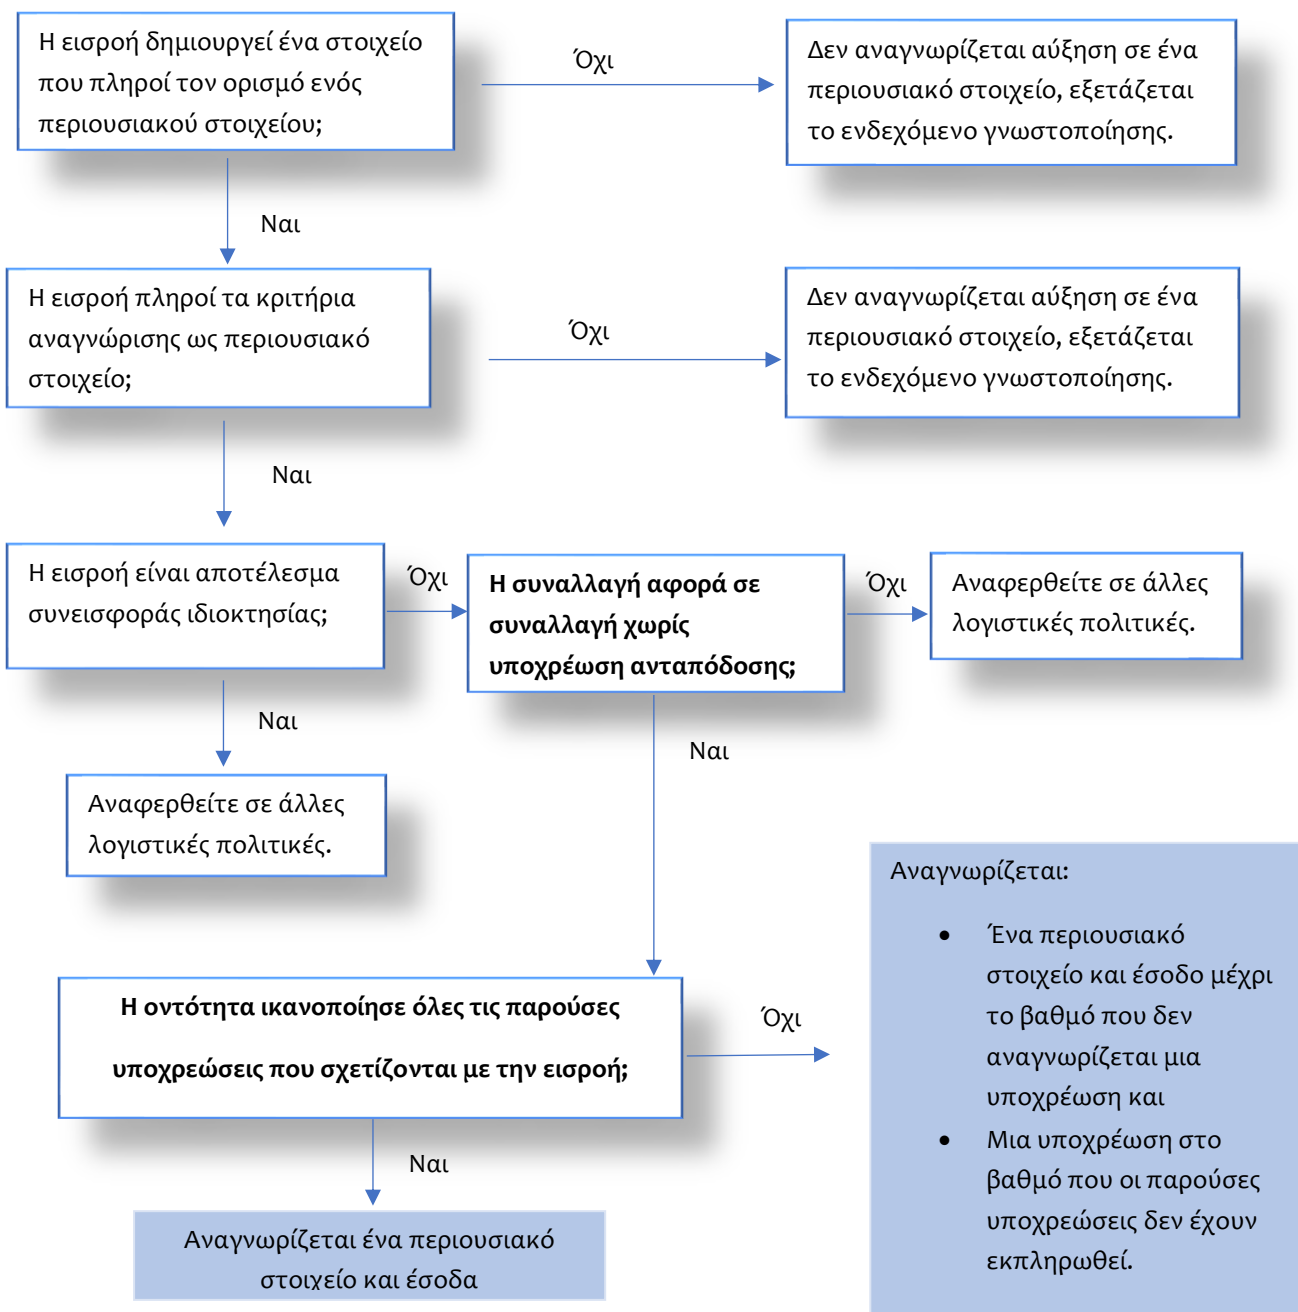 Η εισροή δημιουργεί ένα στοιχείο
που πληροί τον ορισμό ενός
περιουσιακού στοιχείου;
Όχι
Δεν αναγνωρίζεται αύξηση σε ένα
περιουσιακό στοιχείο, εξετάζεται
το ενδεχόμενο γνωστοποίησης.
Ναι
Η εισροή πληροί τα κριτήρια
αναγνώρισης ως περιουσιακό
στοιχείο;
Όχι
Δεν αναγνωρίζεται αύξηση σε ένα
περιουσιακό στοιχείο, εξετάζεται
το ενδεχόμενο γνωστοποίησης.
Ναι
Η εισροή είναι αποτέλεσμα
συνεισφοράς ιδιοκτησίας;
Όχι
Η συναλλαγή αφορά σε
συναλλαγή χωρίς
υποχρέωση ανταπόδοσης;
Όχι
Αναφερθείτε σε άλλες
λογιστικές πολιτικές.
Ναι
Αναφερθείτε σε άλλες
λογιστικές πολιτικές.
Ναι
Η οντότητα ικανοποίησε όλες τις παρούσες
υποχρεώσεις που σχετίζονται με την εισροή;
Όχι
Αναγνωρίζεται:
• Ένα περιουσιακό
στοιχείο και έσοδο μέχρι
το βαθμό που δεν
αναγνωρίζεται μια
υποχρέωση και
• Μια υποχρέωση στο
βαθμό που οι παρούσες
υποχρεώσεις δεν έχουν
εκπληρωθεί.
Ναι
Αναγνωρίζεται ένα περιουσιακό
στοιχείο και έσοδα